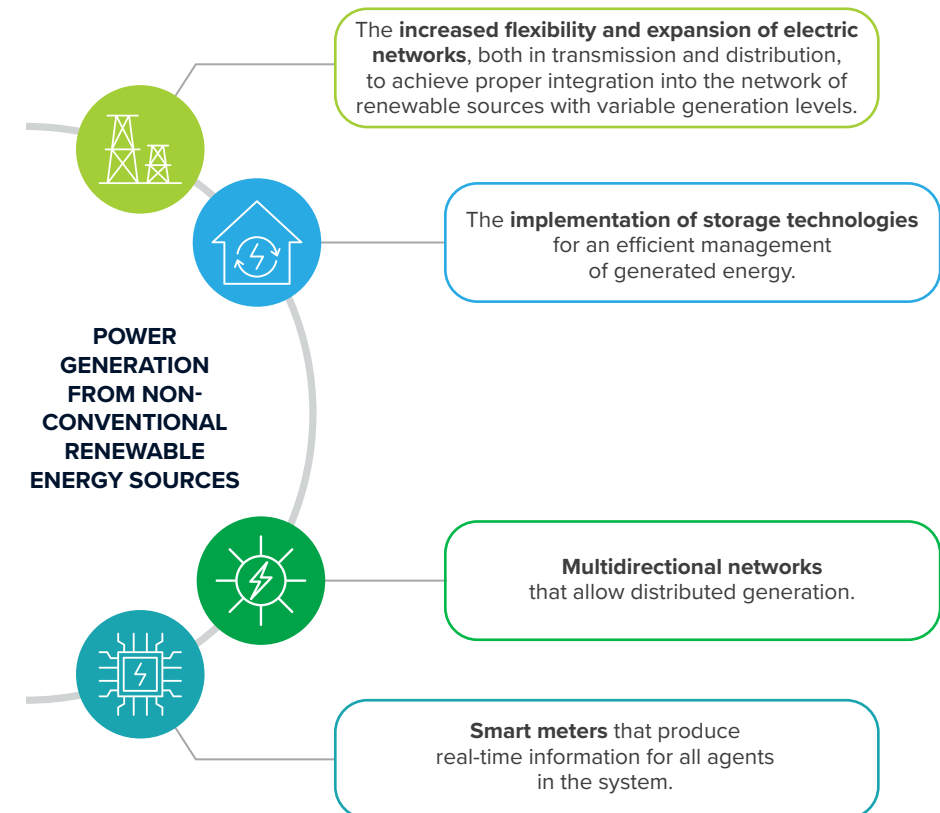 The increased flexibility and expansion of electric
networks, both in transmission and distribution,
to achieve proper integration into the network of
renewable sources with variable generation levels.
The implementation of storage technologies
for an efficient management
of generated energy.
POWER
GENERATION
FROM NON-
CONVENTIONAL
RENEWABLE
ENERGY SOURCES
Multidirectional networks
that allow distributed generation.
Smart meters that produce
real-time information for all agents
in the system.